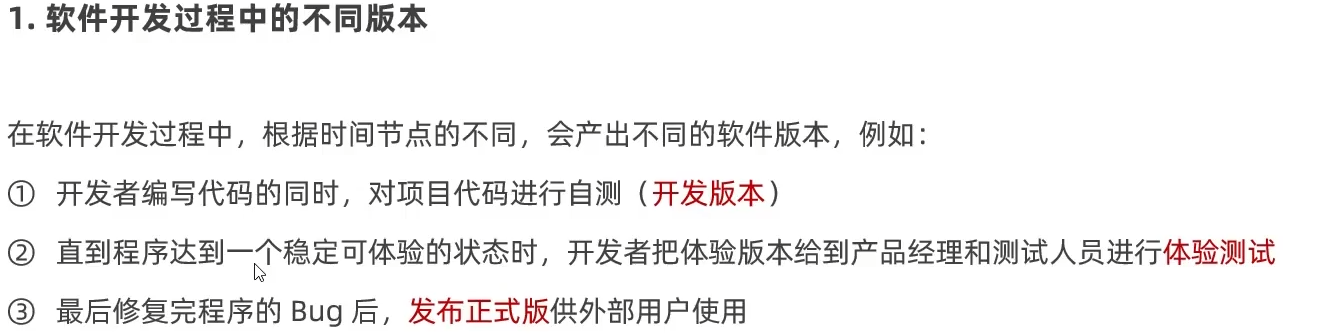 1. 软件开发过程中的不同版本
在软件开发过程中，根据时间节点的不同，会产出不同的软件版本，例如：
① 开发者编写代码的同时，对项目代码进行自测（开发版本）
② 直到程序达到一个稳定可体验的状态时，开发者把体验版本给到产品经理和测试人员进行体验测试
③ 最后修复完程序的 Bug 后，发布正式版供外部用户使用